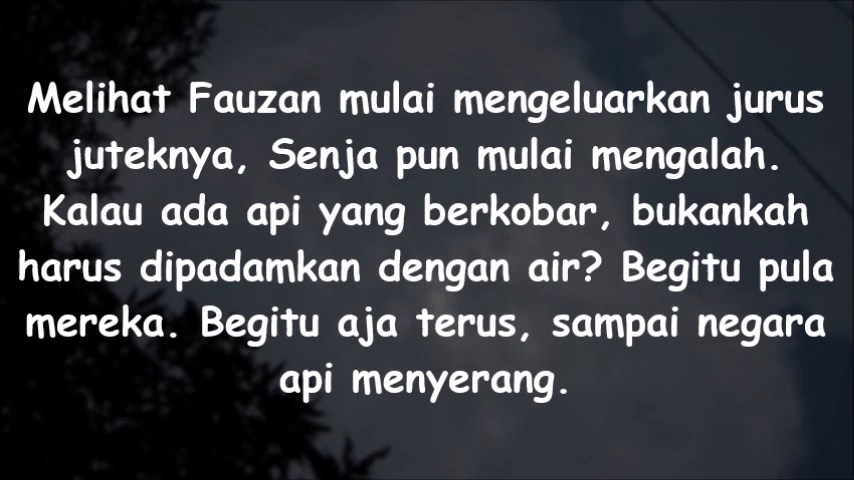 Melihat Fauzan mulai mengeluarkan jurus
juteknya, Senja pun mulai mengalah.
Kalau ada api yang berkobar, bukankah
harus dipadamkan dengan air? Begitu pula
mereka. Begitu aja terus, sampai negara
api menyerang.